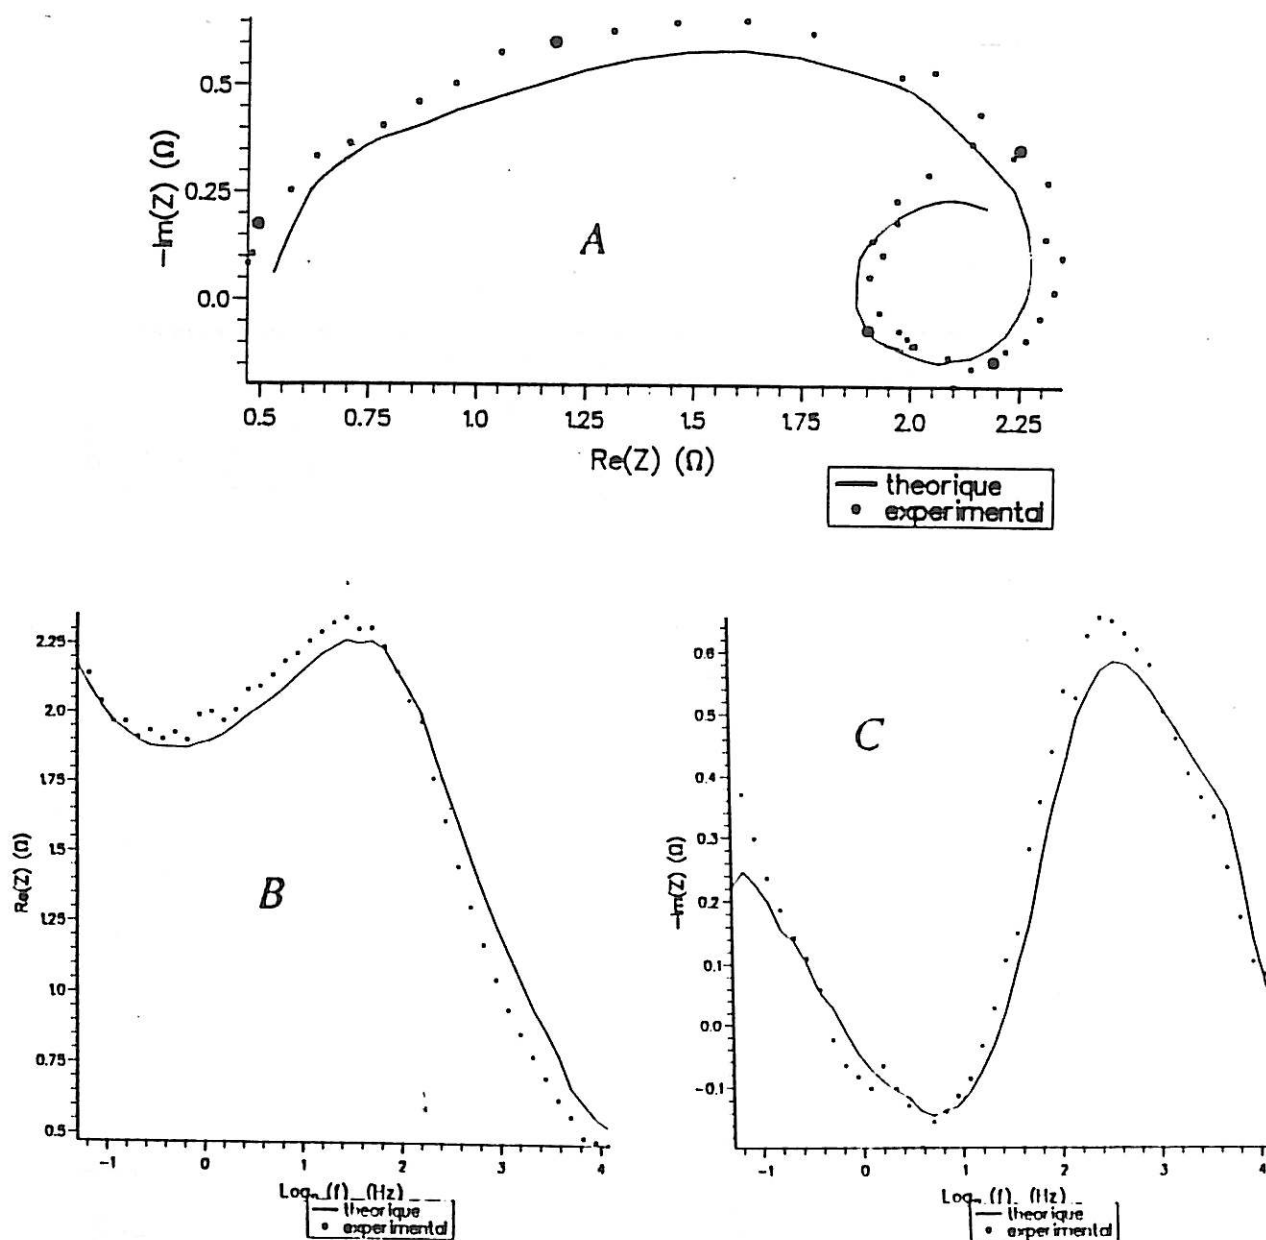 0.5
0.25
0.0
-Im(Z) (Ω)
A
0.5 0.75 1.0 1.25 1.5 1.75 2.0 2.25
Re(Z) (Ω)
theorique
experimental
2.25
2.0
1.75
1.5
1.25
1.0
0.75
0.5
Re(Z) (Ω)
B
-1 0 1 2 3 4
(f) (Hz)
theorique
experimental
0.6
0.5
0.4
0.3
0.2
0.1
0.0
-0.1
-Im(Z) (Ω)
C
-1 0 1 2 3 4
(f) (Hz)
theorique
experimental